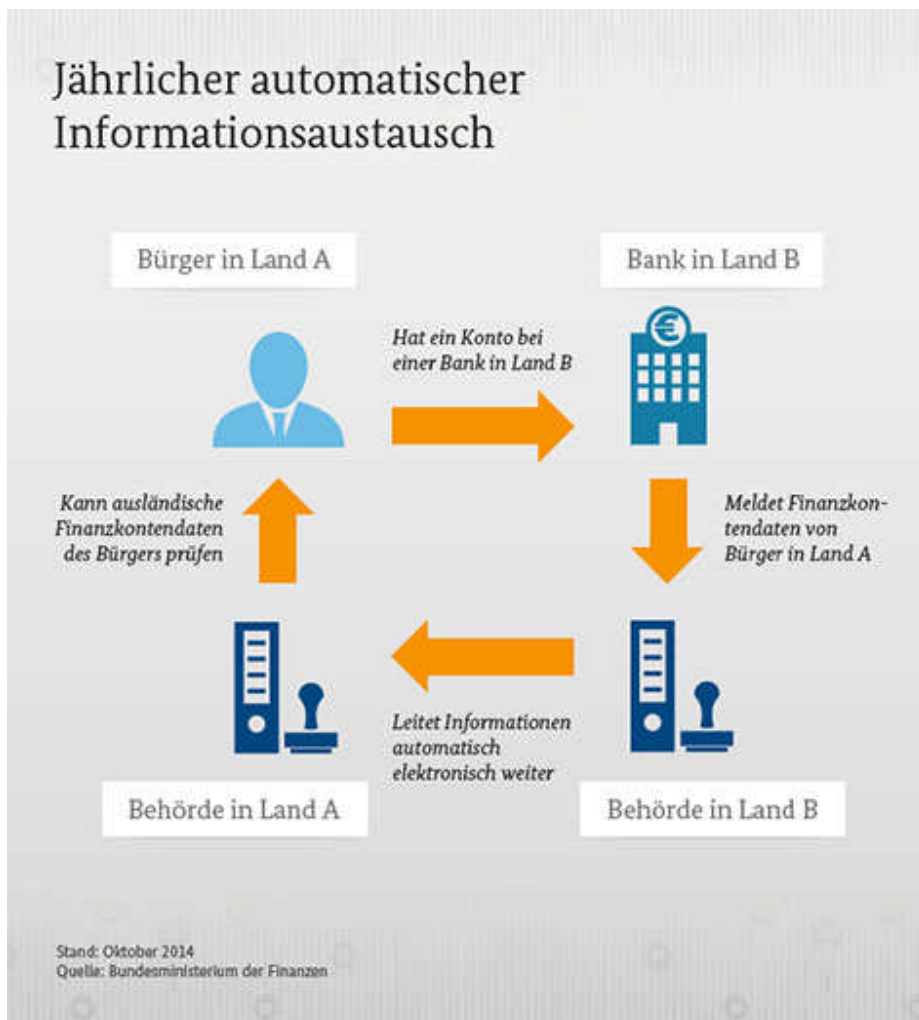 Jährlicher automatischer
Informationsaustausch
Bürger in Land A
Bank in Land B
Hat ein Konto bei
einer Bank in Land B
€
Kann ausländische
Finanzkontendaten
des Bürgers prüfen
Meldet Finanzkon-
tendaten von
Bürger in Land A
Leitet Informationen
automatisch
elektronisch weiter
Behörde in Land A
Behörde in Land B
Stand: Oktober 2014
Quelle: Bundesministerium der Finanzen